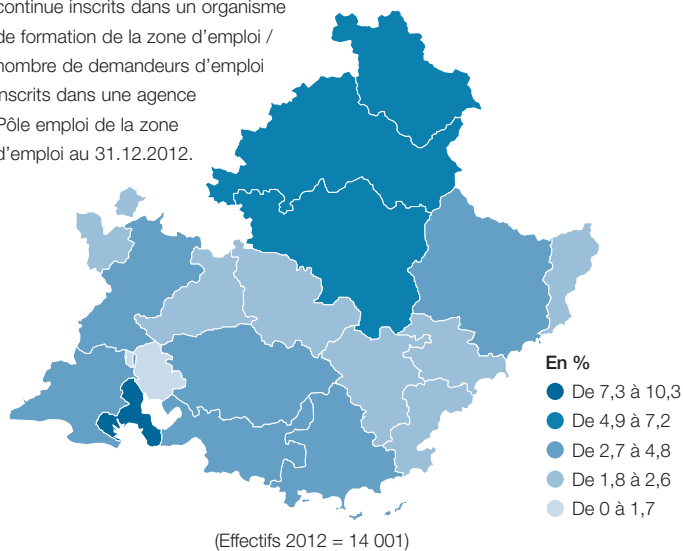 continue inscrits dans un organisme
de formation de la zone d'emploi /
nombre de demandeurs d'emploi
inscrits dans une agence
Pôle emploi de la zone
d'emploi au 31.12.2012.
En %
De 7,3 à 10,3
De 4,9 à 7,2
De 2,7 à 4,8
De 1,8 à 2,6
De 0 à 1,7
(Effectifs 2012 = 14 001)